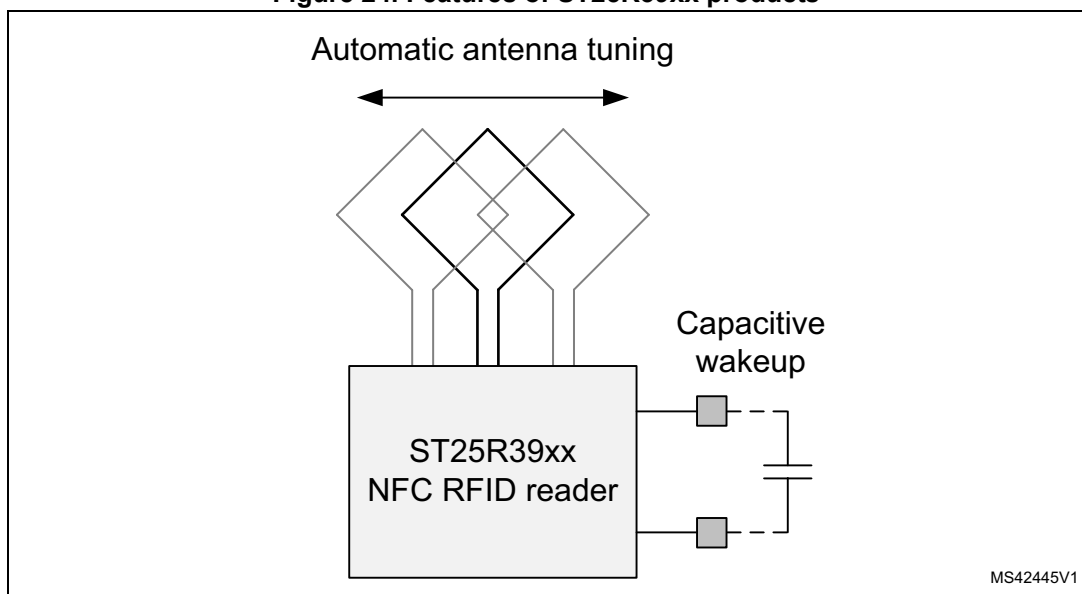 Automatic antenna tuning
Capacitive
wakeup
ST25R39xx
NFC RFID reader
MS42445V1